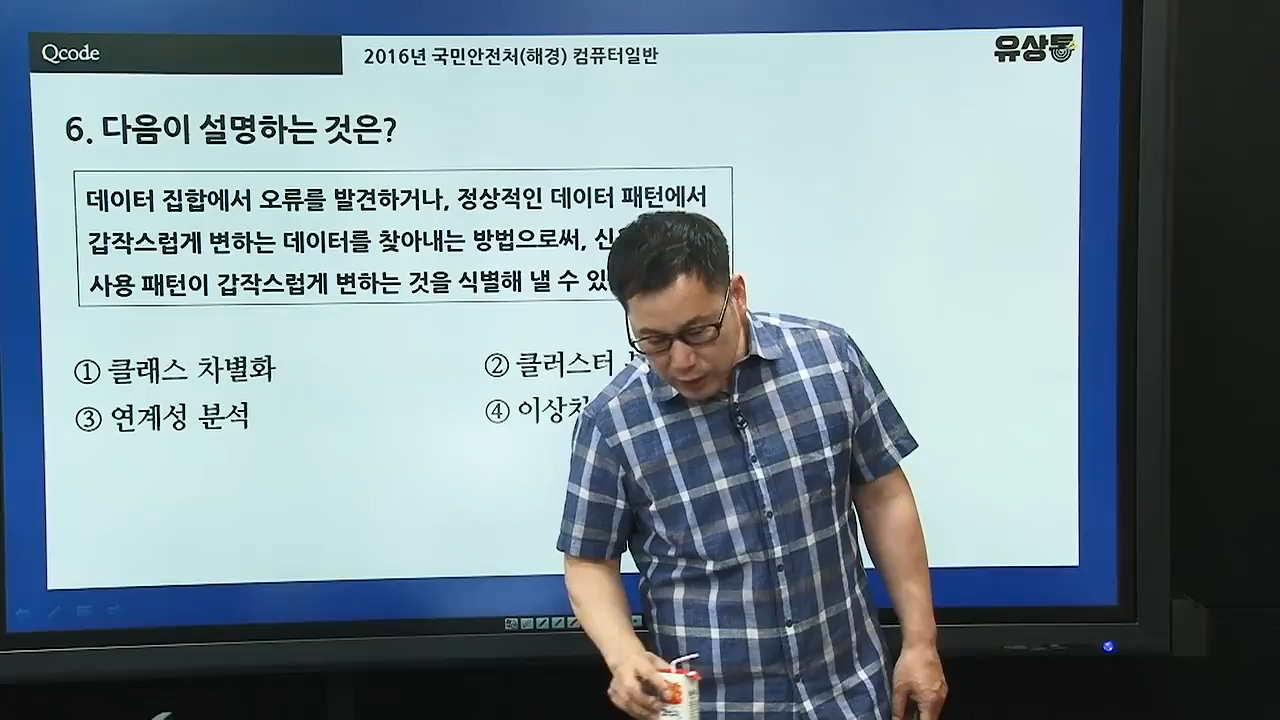 Qcode
2016년 국민안전처(해경) 컴퓨터일반
유상통
6. 다음이 설명하는 것은?
데이터 집합에서 오류를 발견하거나, 정상적인 데이터 패턴에서
갑작스럽게 변하는 데이터를 찾아내는 방법으로써,
사용 패턴이 갑작스럽게 변하는 것을 식별해 낼 수
① 클래스 차별화
② 클러스터
③ 연계성 분석
④